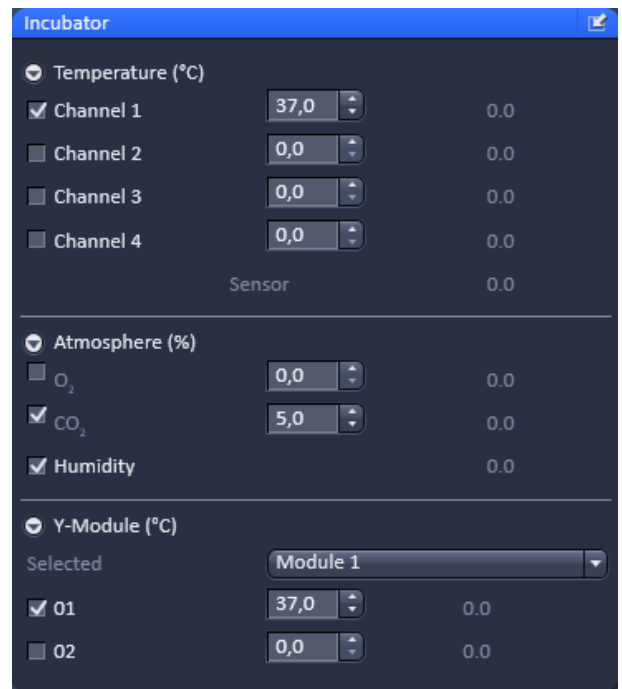 Incubator
Temperature (°C)
Channel 1 37,0 0.0
Channel 2 0,0 0.0
Channel 3 0,0 0.0
Channel 4 0,0 0.0
Sensor 0.0
Atmosphere (%)
O₂ 0,0 0.0
CO₂ 5,0 0.0
Humidity 0.0
Y-Module (°C)
Selected Module 1
01 37,0 0.0
02 0,0 0.0